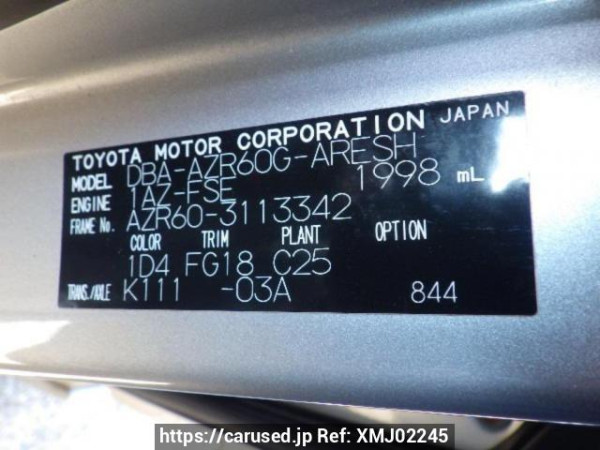 TOYOTA MOTOR CORPORATION JAPAN
MODEL DBA-AZR60G-ARESH
ENGINE 1AZ-FSE 1998 mL
FRAME No. AZR60-3113342
COLOR TRIM PLANT OPTION
1D4 FG18 C25
TRANS./AXLE K111 -03A 844
https://carused.jp Ref: XMJ02245